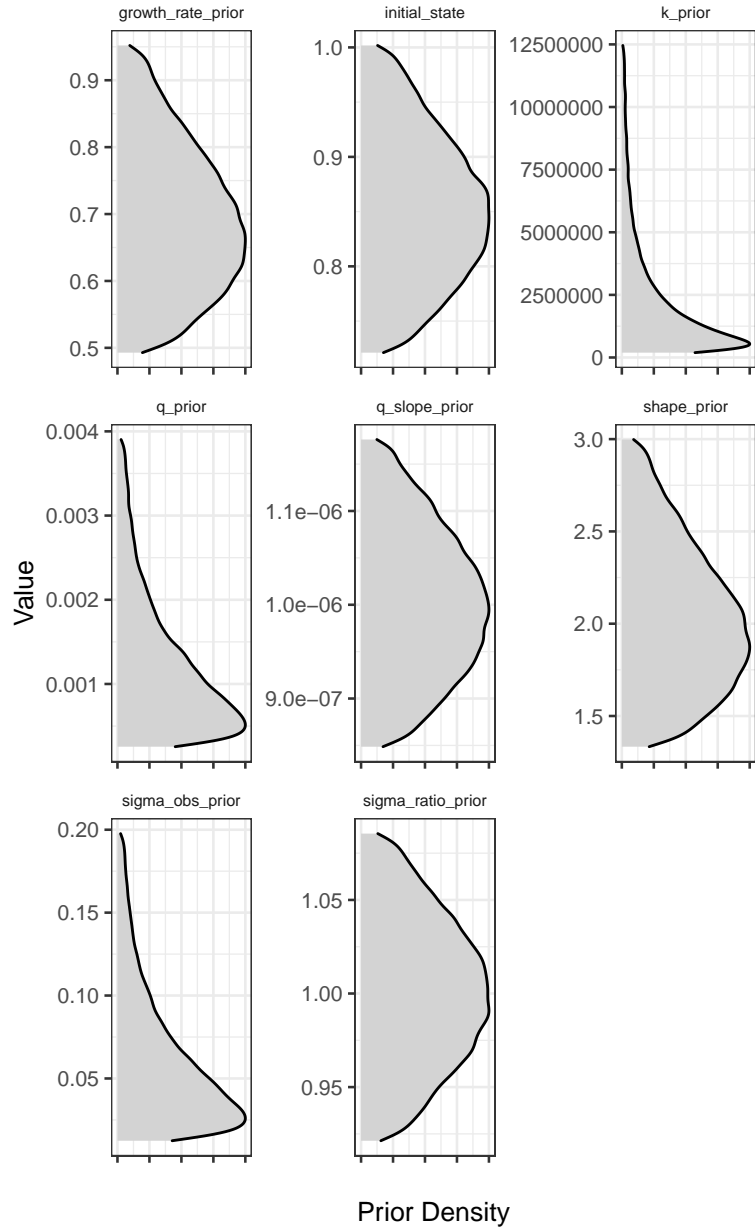 growth_rate_prior
initial_state
k_prior
0.9
0.8
0.7
0.6
0.5
1.0
0.9
0.8
12500000
10000000
7500000
5000000
2500000
0
q_prior
q_slope_prior
shape_prior
0.004
0.003
0.002
0.001
1.1e−06
1.0e−06
9.0e−07
3.0
2.5
2.0
1.5
Value
sigma_obs_prior
sigma_ratio_prior
0.20
0.15
0.10
0.05
1.05
1.00
0.95
Prior Density